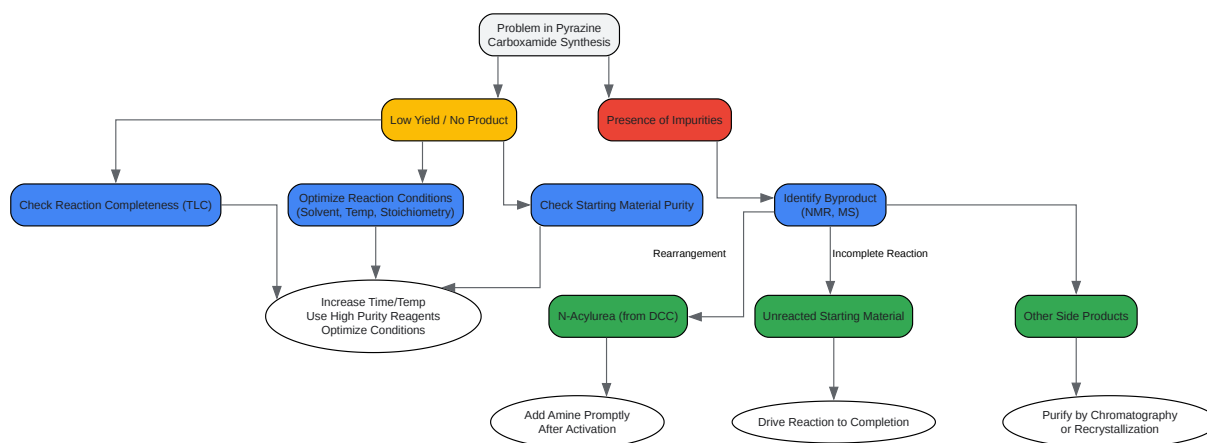 Problem in Pyrazine
Carboxamide Synthesis
Low Yield / No Product
Presence of Impurities
Check Reaction Completeness (TLC)
Optimize Reaction Conditions
(Solvent, Temp, Stoichiometry)
Check Starting Material Purity
Identify Byproduct
(NMR, MS)
Rearrangement
Incomplete Reaction
Increase Time/Temp
Use High Purity Reagents
Optimize Conditions
N-Acylurea (from DCC)
Unreacted Starting Material
Other Side Products
Add Amine Promptly
After Activation
Drive Reaction to Completion
Purify by Chromatography
or Recrystallization